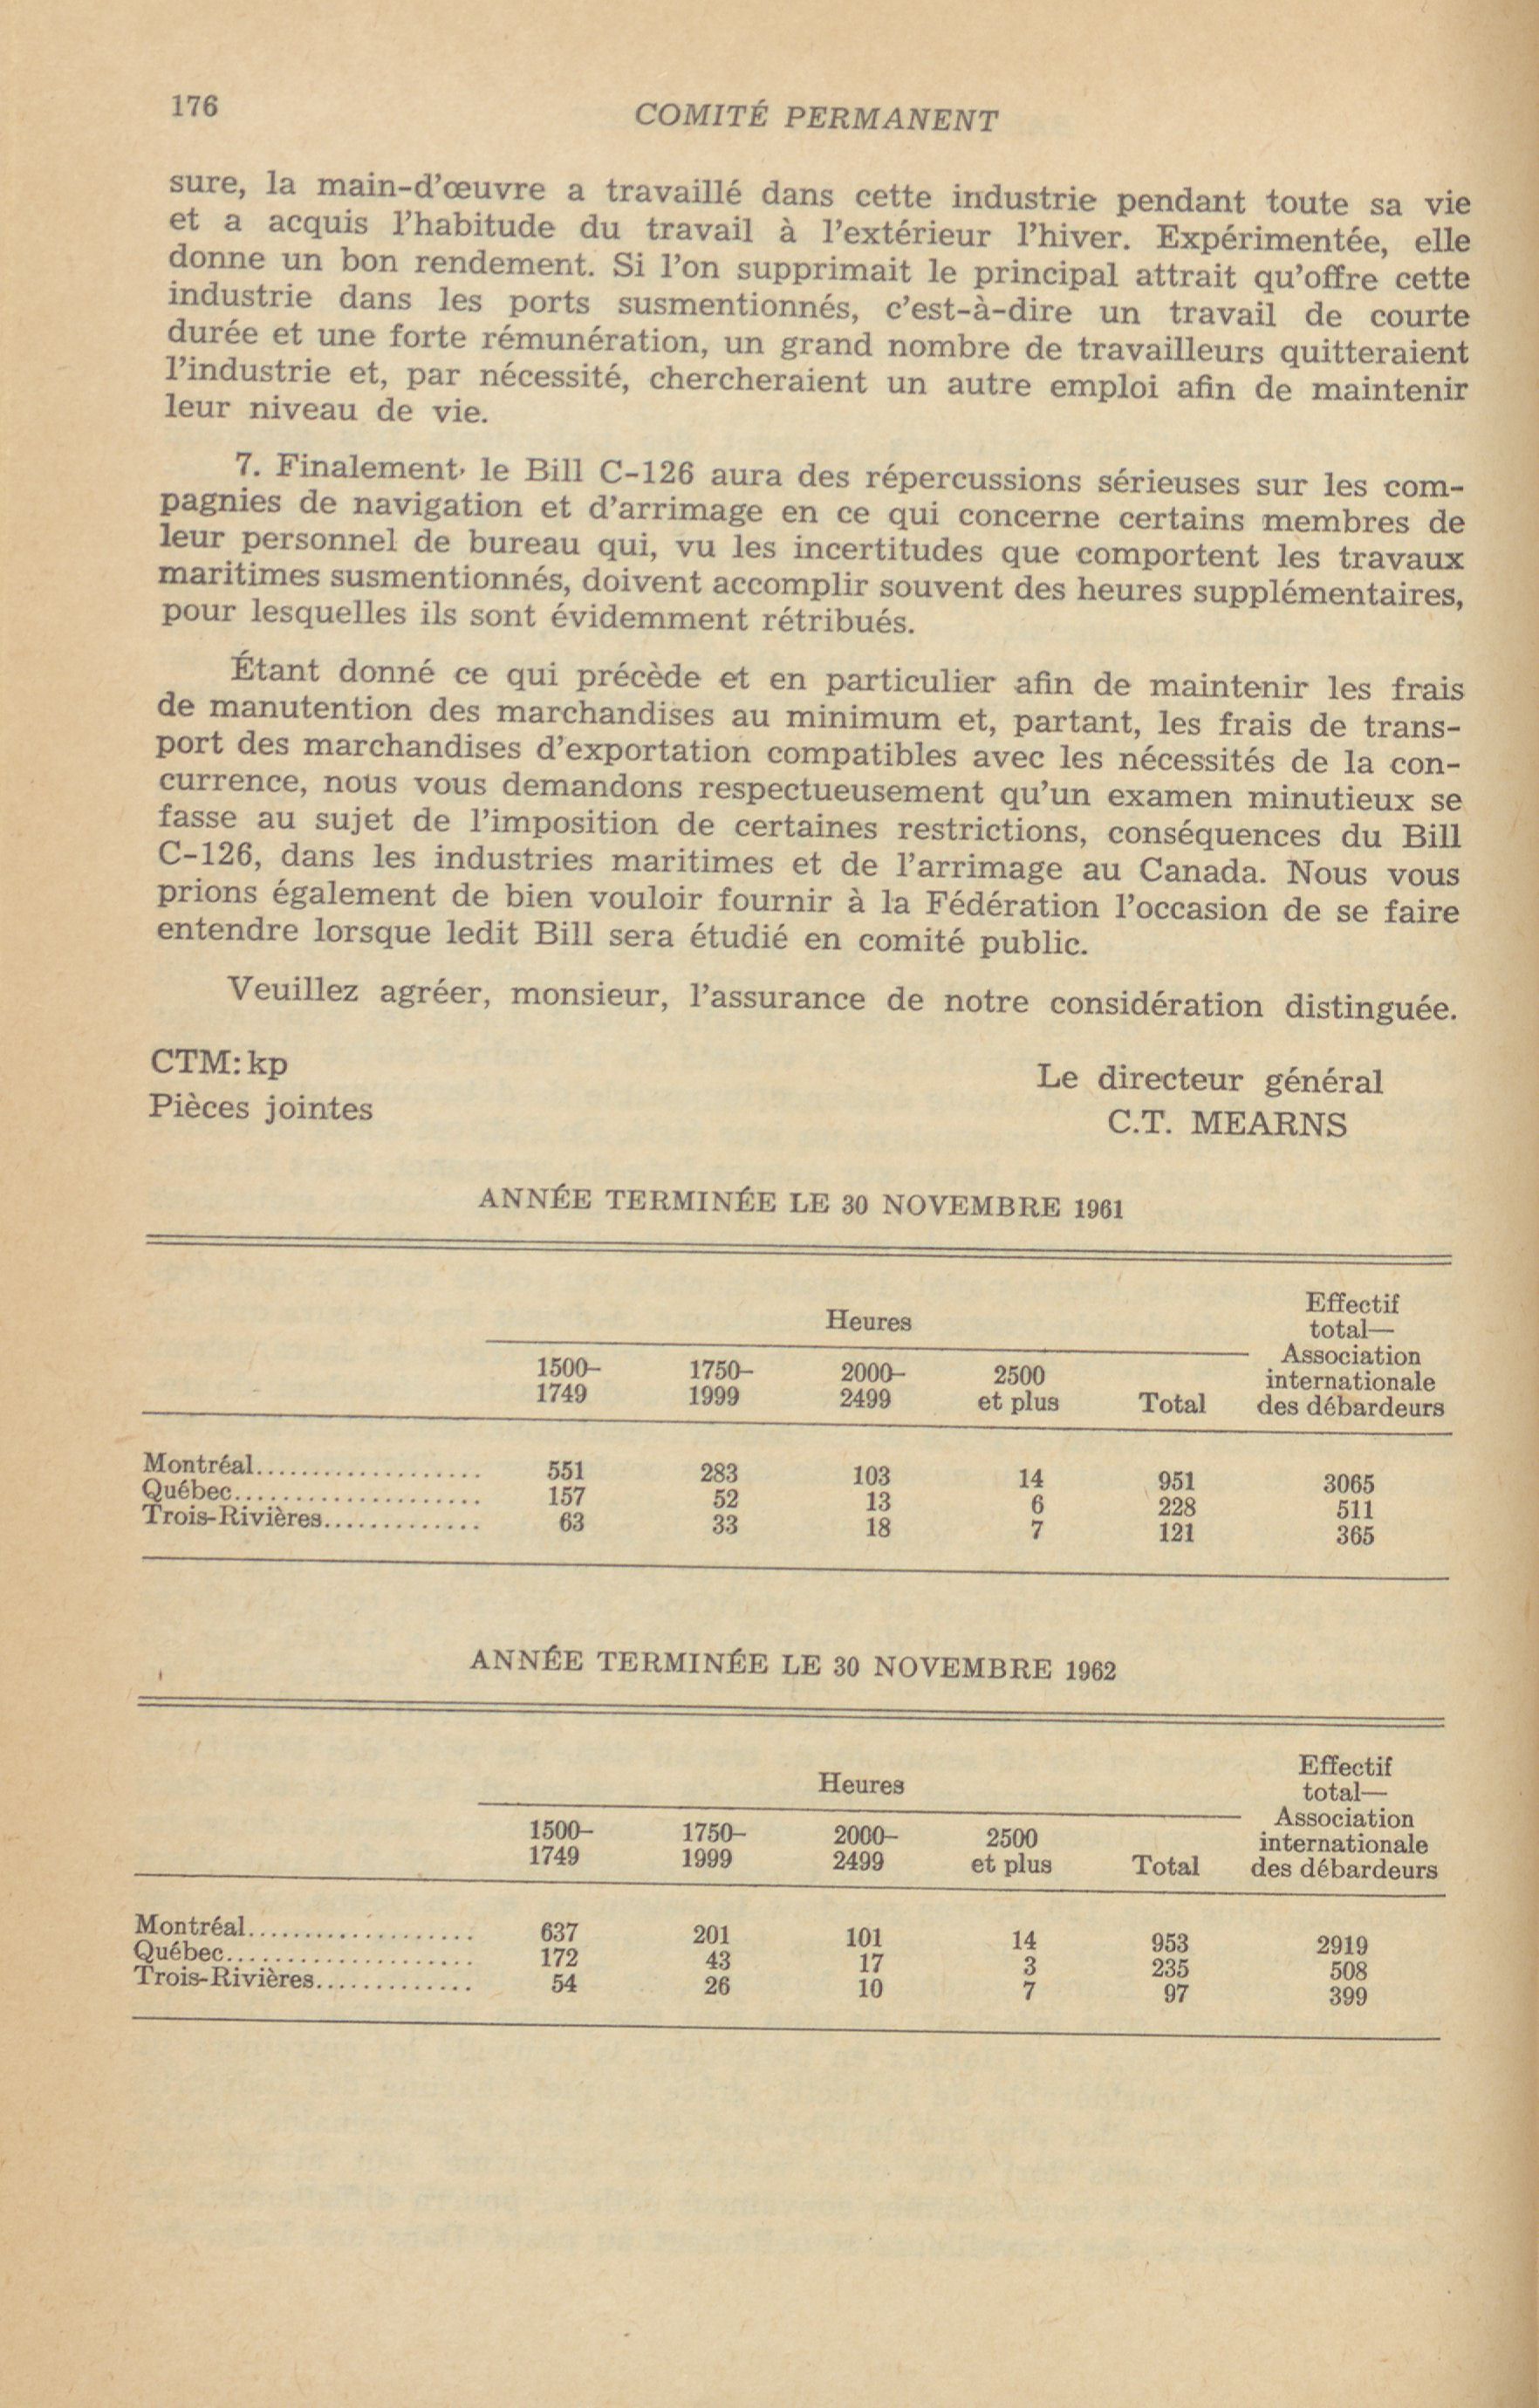 176
COMITÉ PERMANENT
sure, la main-d'œuvre a travaillé dans cette industrie pendant toute sa vie
et a acquis l'habitude du travail à l'extérieur l'hiver. Expérimentée, elle
donne un bon rendement. Si l'on supprimait le principal attrait qu'offre cette
industrie dans les ports susmentionnés, c'est-à-dire un travail de courte
durée et une forte rémunération, un grand nombre de travailleurs quitteraient
l'industrie et, par nécessité, chercheraient un autre emploi afin de maintenir
leur niveau de vie.
7. Finalement, le Bill C-126 aura des répercussions sérieuses sur les com-
pagnies de navigation et d'arrimage en ce qui concerne certains membres de
leur personnel de bureau qui, vu les incertitudes que comportent les travaux
maritimes susmentionnés, doivent accomplir souvent des heures supplémentaires,
pour lesquelles ils sont évidemment rétribués.
Étant donné ce qui précède et en particulier afin de maintenir les frais
de manutention des marchandises au minimum et, partant, les frais de trans-
port des marchandises d'exportation compatibles avec les nécessités de la con-
currence, nous vous demandons respectueusement qu'un examen minutieux se
fasse au sujet de l'imposition de certaines restrictions, conséquences du Bill
C-126, dans les industries maritimes et de l'arrimage au Canada. Nous vous
prions également de bien vouloir fournir à la Fédération l'occasion de se faire
entendre lorsque ledit Bill sera étudié en comité public.
Veuillez agréer, monsieur, l'assurance de notre considération distinguée.
CTM: kp
Pièces jointes
Le directeur général
C.T. MEARNS
ANNÉE TERMINÉE LE 30 NOVEMBRE 1961
Heures
Effectif
total—
Association
internationale
des débardeurs
1500– 1750– 2000– 2500
1749 1999 2499 et plus Total
Montréal.................... 551 283 103 14 951 3065
Québec...................... 157 52 13 6 228 511
Trois-Rivières.............. 63 33 18 7 121 365
ANNÉE TERMINÉE LE 30 NOVEMBRE 1962
Heures
Effectif
total—
Association
internationale
des débardeurs
1500– 1750– 2000– 2500
1749 1999 2499 et plus Total
Montréal.................... 637 201 101 14 953 2919
Québec...................... 172 43 17 3 235 508
Trois-Rivières.............. 54 26 10 7 97 399